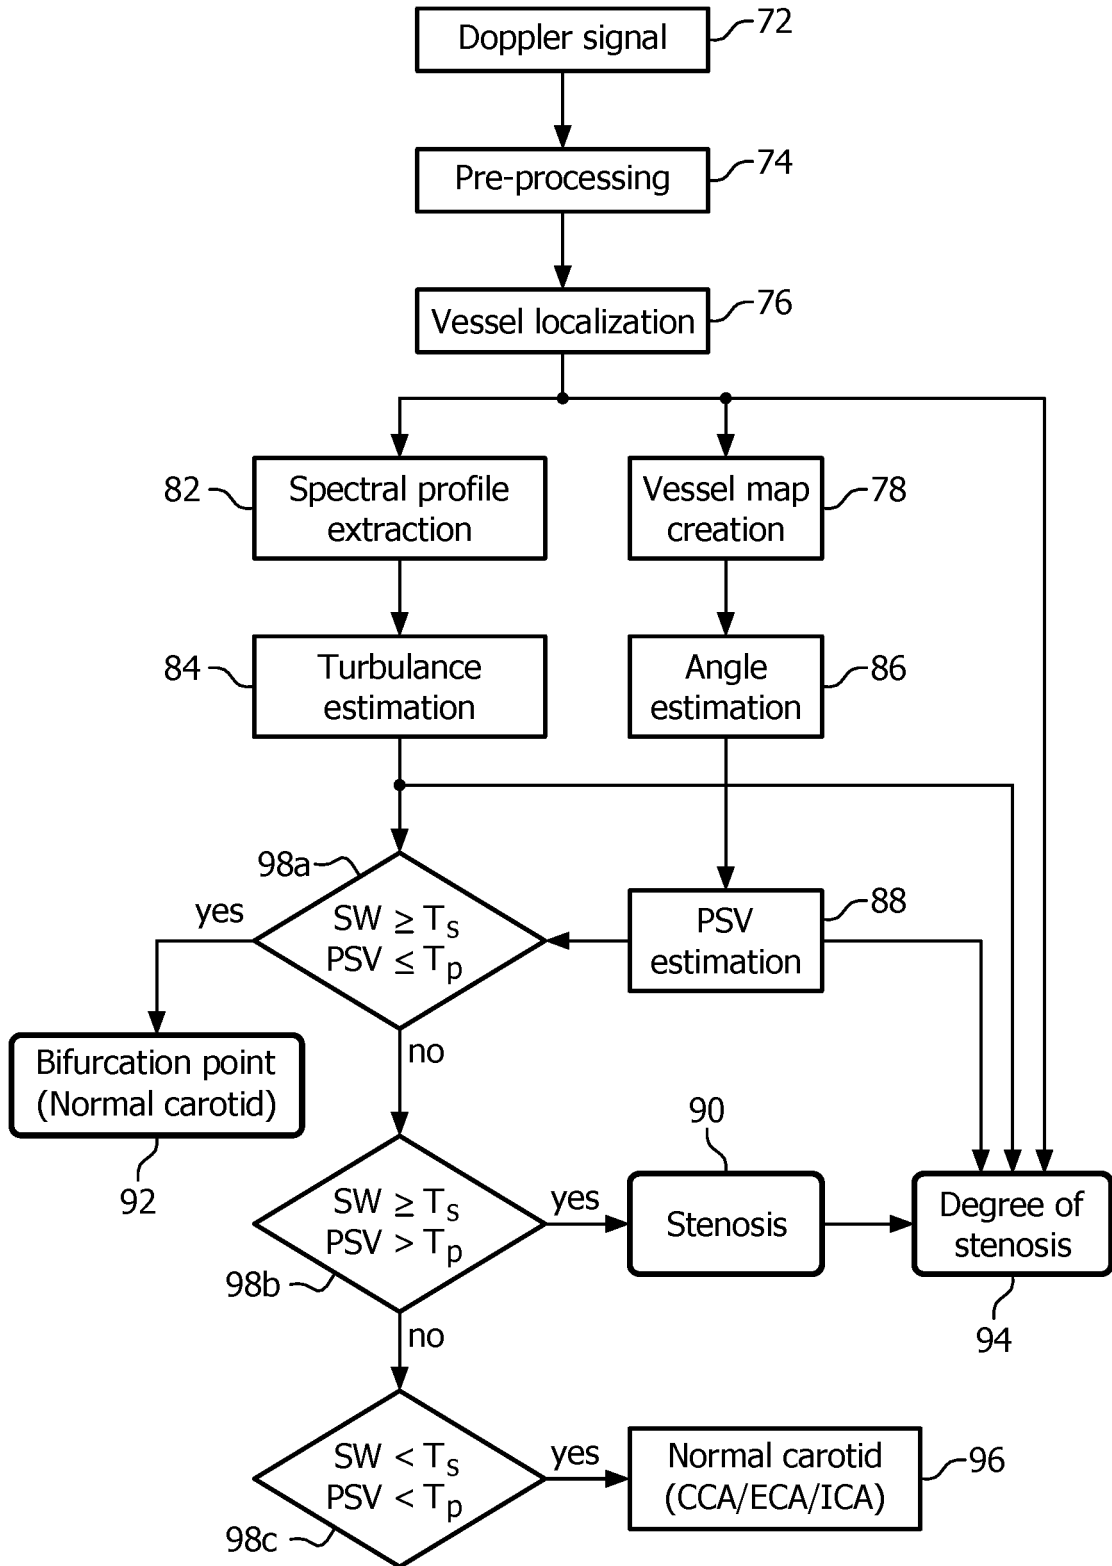 Doppler signal
72
Pre-processing
74
Vessel localization
76
82
Spectral profile
extraction
Vessel map
creation
78
84
Turbulance
estimation
Angle
estimation
86
98a
yes
SW ≥ Ts
PSV ≤ Tp
PSV
estimation
88
no
Bifurcation point
(Normal carotid)
92
90
SW ≥ Ts
PSV > Tp
yes
Stenosis
Degree of
stenosis
98b
94
no
SW < Ts
PSV < Tp
yes
Normal carotid
(CCA/ECA/ICA)
96
98c